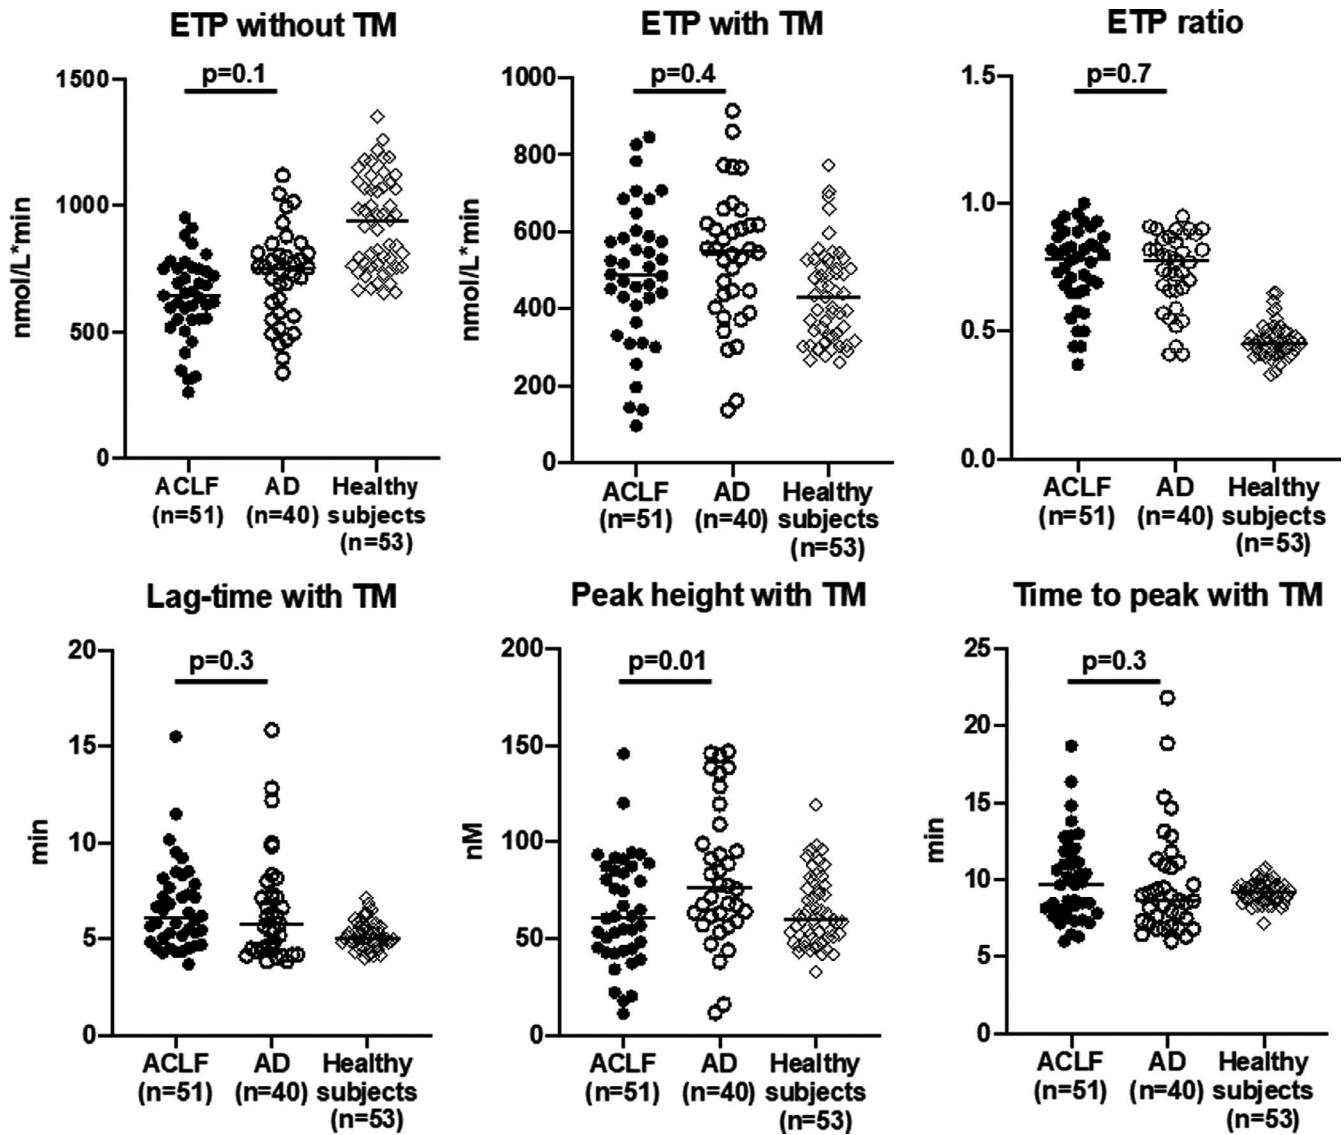 ETP without TM
p=0.1
1500
1000
500
0
nmol/L*min
ACLF
(n=51)
AD
(n=40)
Healthy
subjects
(n=53)
ETP with TM
p=0.4
1000
800
600
400
200
0
nmol/L*min
ACLF
(n=51)
AD
(n=40)
Healthy
subjects
(n=53)
ETP ratio
p=0.7
1.5
1.0
0.5
0.0
ACLF
(n=51)
AD
(n=40)
Healthy
subjects
(n=53)
Lag-time with TM
p=0.3
20
15
10
5
0
min
ACLF
(n=51)
AD
(n=40)
Healthy
subjects
(n=53)
Peak height with TM
p=0.01
200
150
100
50
0
nM
ACLF
(n=51)
AD
(n=40)
Healthy
subjects
(n=53)
Time to peak with TM
p=0.3
25
20
15
10
5
0
min
ACLF
(n=51)
AD
(n=40)
Healthy
subjects
(n=53)